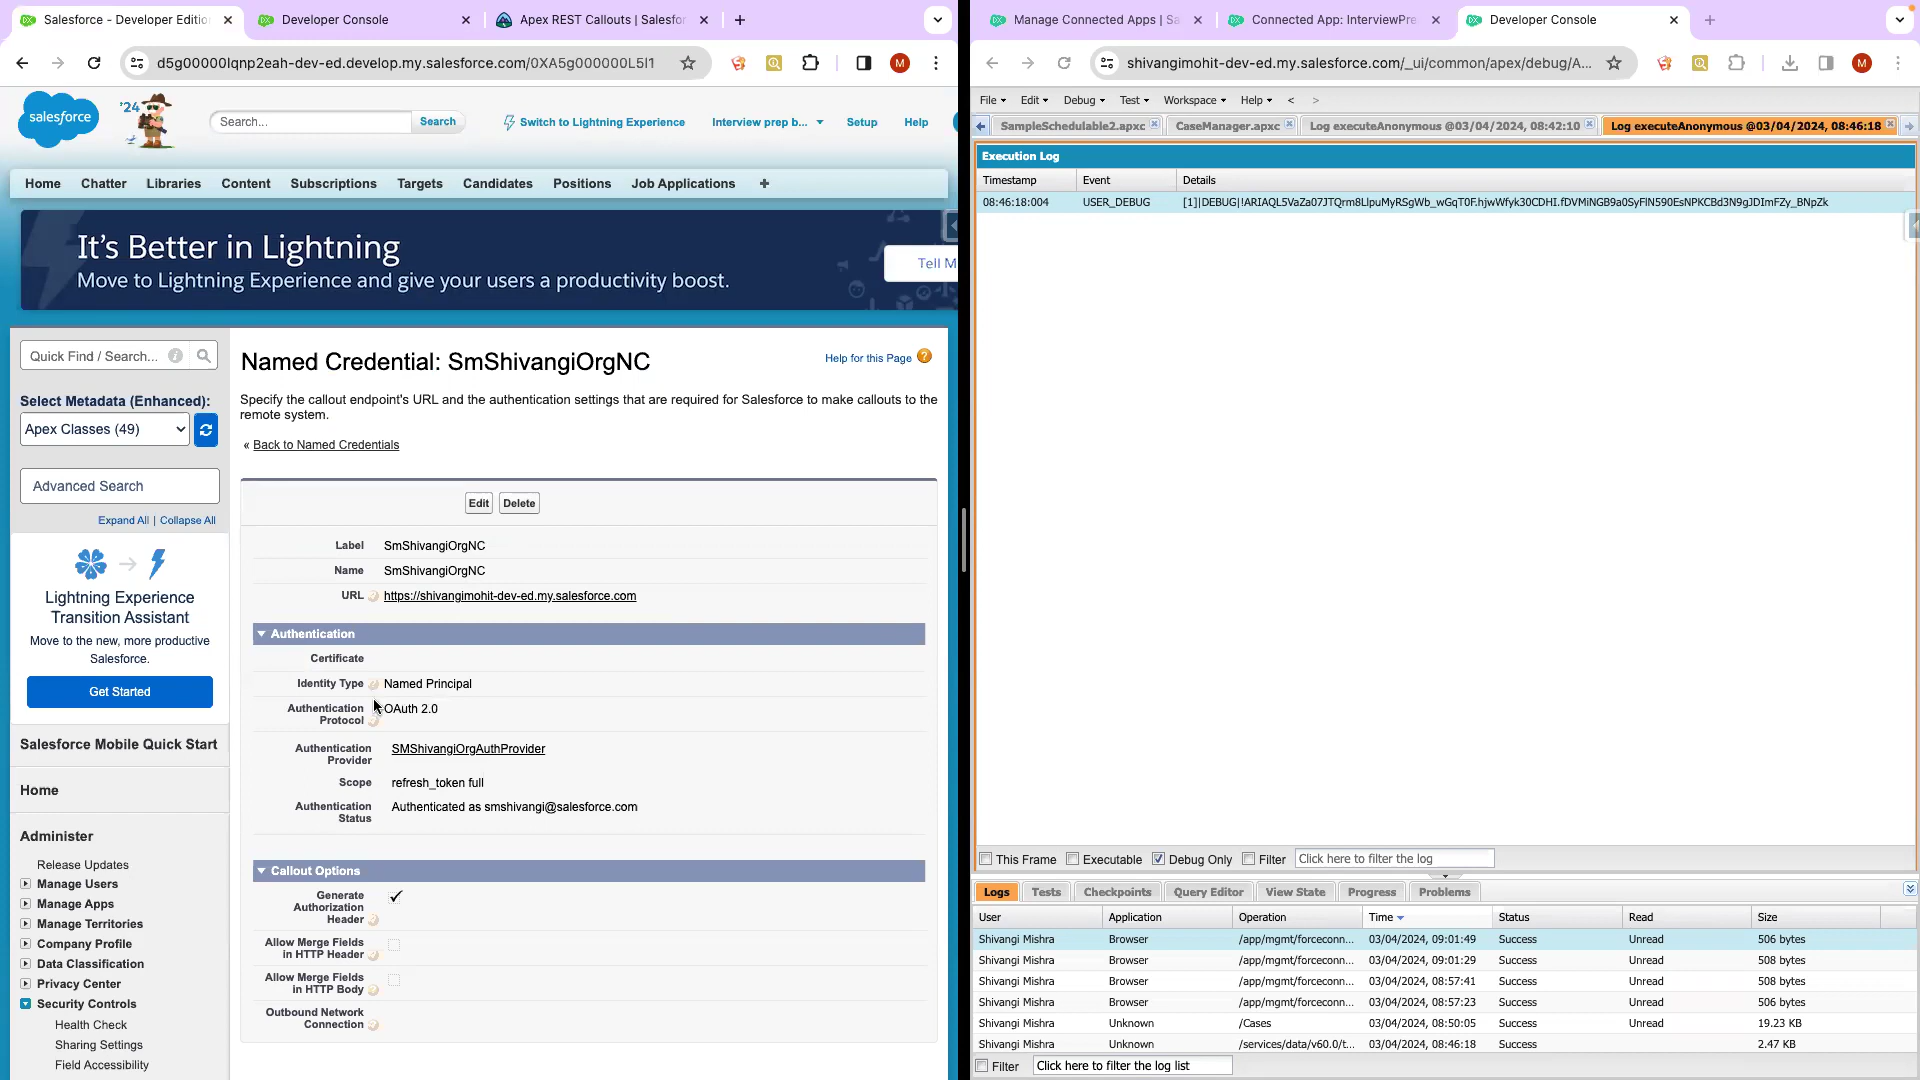 Salesforce - Developer Editio
Developer Console
Apex REST Callouts | Salesfor
d5g00000lqnp2eah-dev-ed.develop.my.salesforce.com/0XA5g000000L5l1
M
salesforce
'24
Search...
Search
Switch to Lightning Experience
Interview prep b...
Setup
Help
Home
Chatter
Libraries
Content
Subscriptions
Targets
Candidates
Positions
Job Applications
It's Better in Lightning
Move to Lightning Experience and give your users a productivity boost.
Tell M
Quick Find / Search...
Select Metadata (Enhanced):
Apex Classes (49)
Advanced Search
Expand All | Collapse All
Lightning Experience
Transition Assistant
Move to the new, more productive
Salesforce.
Get Started
Salesforce Mobile Quick Start
Home
Administer
Release Updates
Manage Users
Manage Apps
Manage Territories
Company Profile
Data Classification
Privacy Center
Security Controls
Health Check
Sharing Settings
Field Accessibility
Named Credential: SmShivangiOrgNC
Help for this Page
Specify the callout endpoint's URL and the authentication settings that are required for Salesforce to make callouts to the
remote system.
« Back to Named Credentials
Edit
Delete
Label SmShivangiOrgNC
Name SmShivangiOrgNC
URL https://shivangimohit-dev-ed.my.salesforce.com
Authentication
Certificate
Identity Type Named Principal
Authentication
Protocol
OAuth 2.0
Authentication
Provider
SMShivangiOrgAuthProvider
Scope refresh_token full
Authentication
Status
Authenticated as smshivangi@salesforce.com
Callout Options
Generate
Authorization
Header
Allow Merge Fields
in HTTP Header
Allow Merge Fields
in HTTP Body
Outbound Network
Connection
Manage Connected Apps | Sa
Connected App: InterviewPre
Developer Console
shivangimohit-dev-ed.my.salesforce.com/_ui/common/apex/debug/A...
M
File Edit Debug Test Workspace Help < >
SampleSchedulable2.apxc
CaseManager.apxc
Log executeAnonymous @03/04/2024, 08:42:10
Log executeAnonymous @03/04/2024, 08:46:18
Execution Log
Timestamp Event Details
08:46:18:004 USER_DEBUG
This Frame Executable Debug Only Filter Click here to filter the log
Logs Tests Checkpoints Query Editor View State Progress Problems
User Application Operation Time Status Read Size
Shivangi Mishra Browser /app/mgmt/forceconn... 03/04/2024, 09:01:49 Success Unread 506 bytes
Shivangi Mishra Browser /app/mgmt/forceconn... 03/04/2024, 09:01:29 Success Unread 508 bytes
Shivangi Mishra Browser /app/mgmt/forceconn... 03/04/2024, 08:57:41 Success Unread 508 bytes
Shivangi Mishra Browser /app/mgmt/forceconn... 03/04/2024, 08:57:23 Success Unread 506 bytes
Shivangi Mishra Unknown /Cases 03/04/2024, 08:50:05 Success Unread 19.23 KB
Shivangi Mishra Unknown /services/data/v60.0/t... 03/04/2024, 08:46:18 Success 2.47 KB
Filter Click here to filter the log list